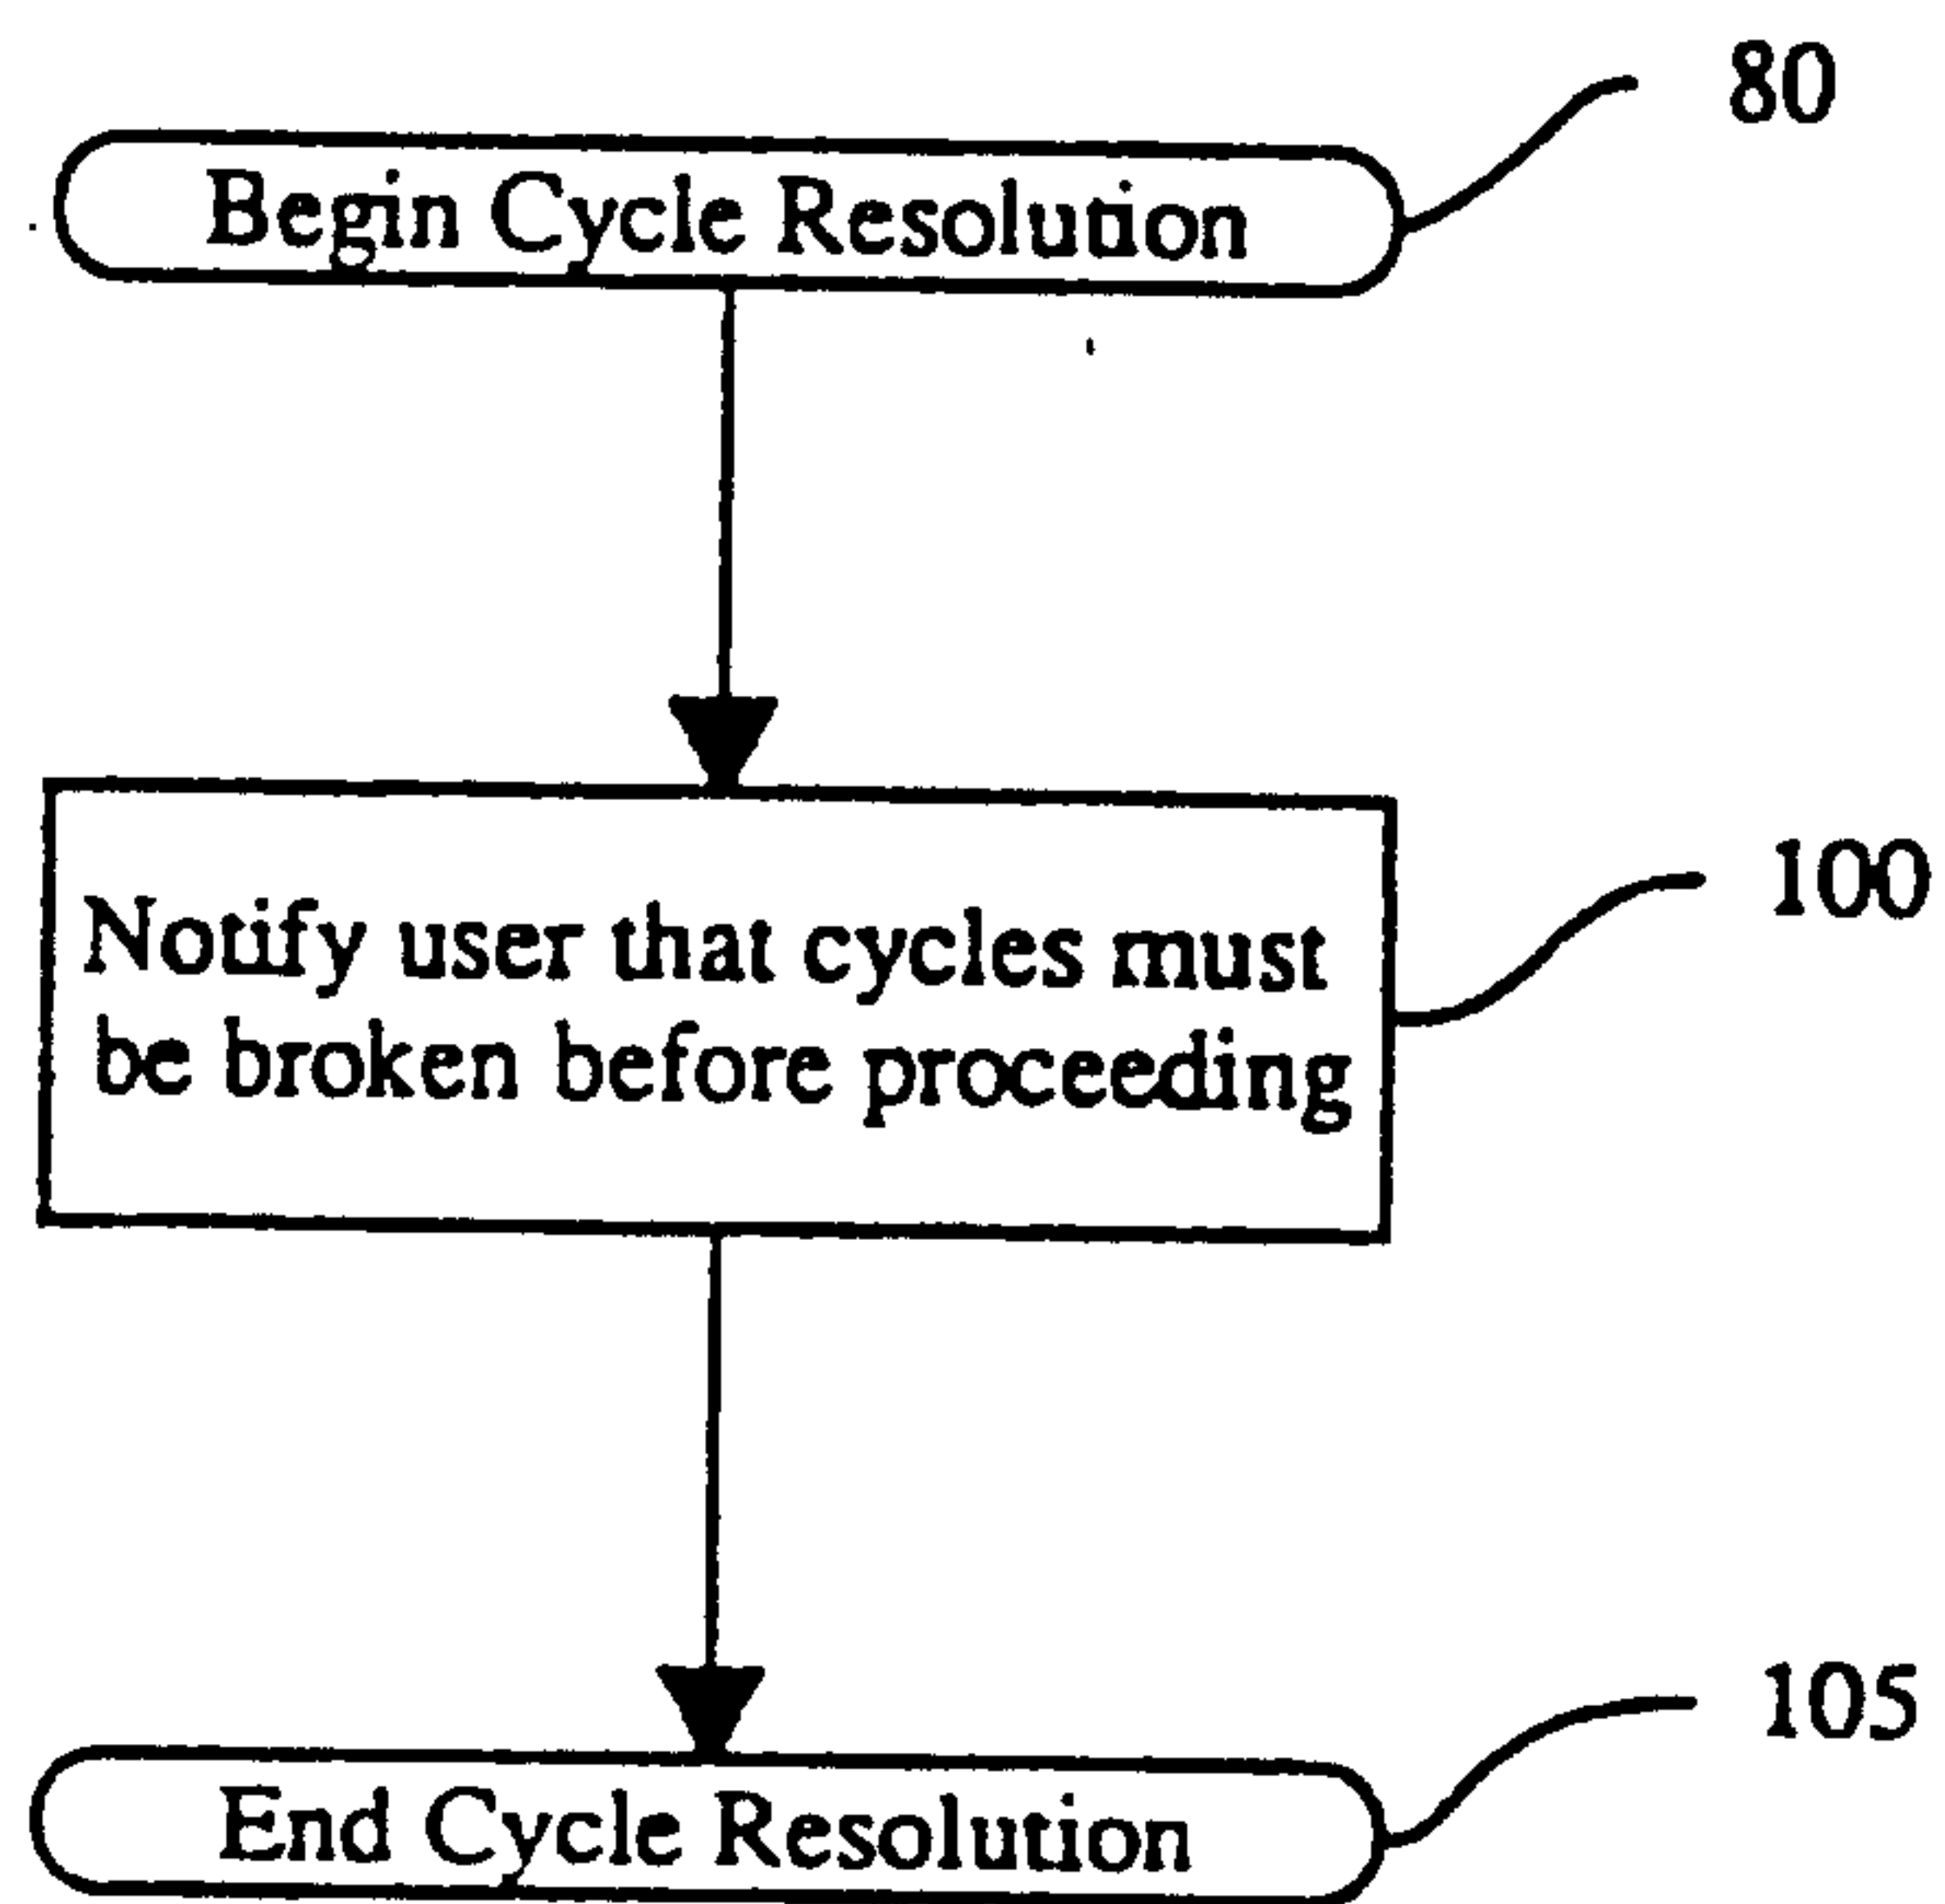 80
Begin Cycle Resolution
100
Notify user that cycles must
be broken before proceeding
105
End Cycle Resolution